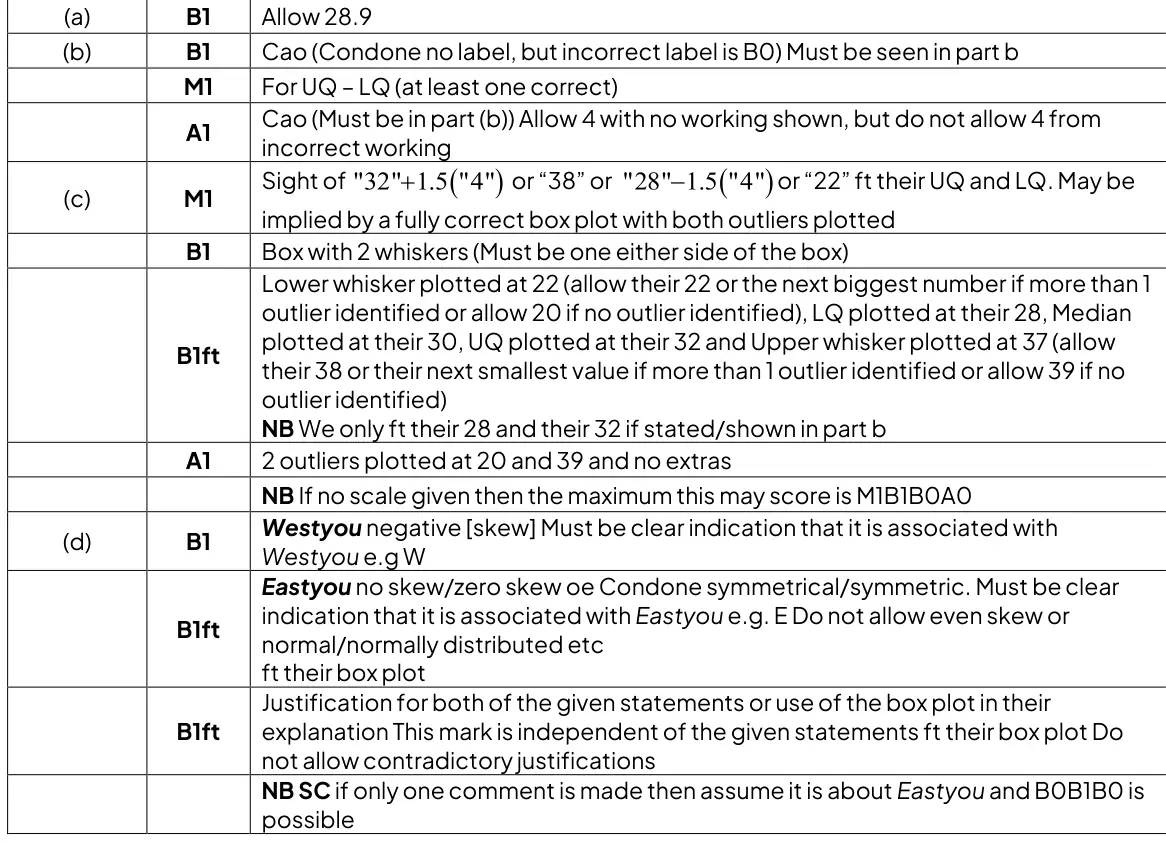 (a) B1 Allow 28.9
(b) B1 Cao (Condone no label, but incorrect label is B0) Must be seen in part b
M1 For UQ – LQ (at least one correct)
A1 Cao (Must be in part (b)) Allow 4 with no working shown, but do not allow 4 from
incorrect working
(c) M1 Sight of "32"+1.5("4") or “38” or "28"−1.5("4") or “22” ft their UQ and LQ. May be
implied by a fully correct box plot with both outliers plotted
B1 Box with 2 whiskers (Must be one either side of the box)
B1ft Lower whisker plotted at 22 (allow their 22 or the next biggest number if more than 1
outlier identified or allow 20 if no outlier identified), LQ plotted at their 28, Median
plotted at their 30, UQ plotted at their 32 and Upper whisker plotted at 37 (allow
their 38 or their next smallest value if more than 1 outlier identified or allow 39 if no
outlier identified)
NB We only ft their 28 and their 32 if stated/shown in part b
A1 2 outliers plotted at 20 and 39 and no extras
NB If no scale given then the maximum this may score is M1B1B0A0
(d) B1 Westyou negative [skew] Must be clear indication that it is associated with
Westyou e.g W
B1ft Eastyou no skew/zero skew oe Condone symmetrical/symmetric. Must be clear
indication that it is associated with Eastyou e.g. E Do not allow even skew or
normal/normally distributed etc
ft their box plot
B1ft Justification for both of the given statements or use of the box plot in their
explanation This mark is independent of the given statements ft their box plot Do
not allow contradictory justifications
NB SC if only one comment is made then assume it is about Eastyou and B0B1B0 is
possible